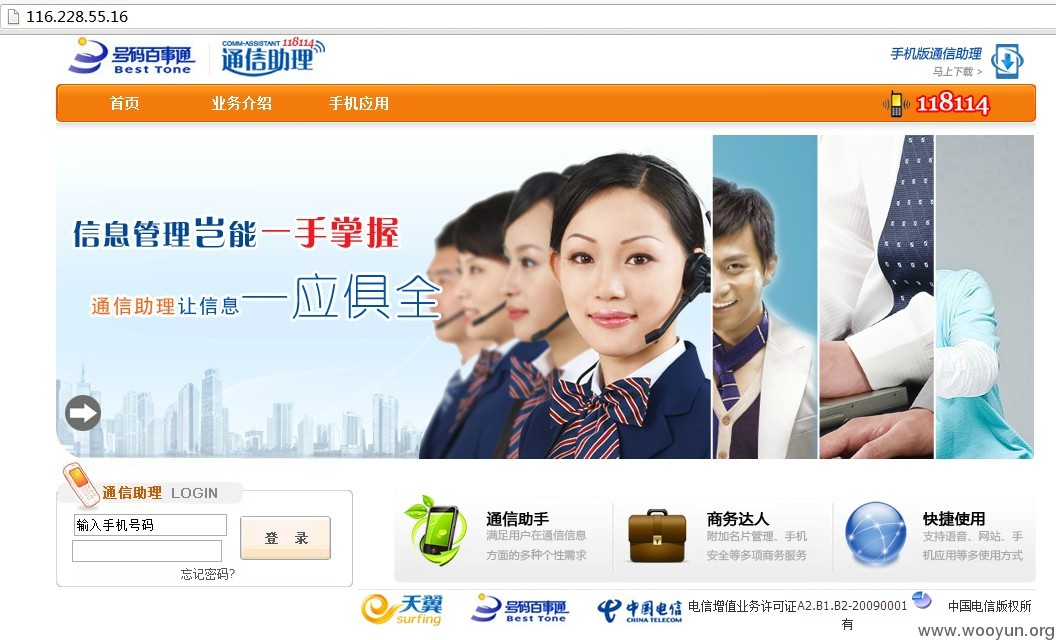 116.228.55.16
号码百事通
Best Tone
COMM-ASSISTANT 118114
通信助理
手机版通信助理
马上下载 >
首页 业务介绍 手机应用
118114
信息管理岂能一手掌握
通信助理让信息一应俱全
通信助理 LOGIN
输入手机号码
登 录
忘记密码?
通信助手
满足用户在通信信息
方面的多种个性需求
商务达人
附加名片管理、手机
安全等多项商务服务
快捷使用
支持语音、网站、手
机应用等多使用方式
天翼
surfing
号码百事通
Best Tone
中国电信
CHINA TELECOM
电信增值业务许可证A2.B1.B2-20090001 中国电信版权所
有
www.wooyun.org